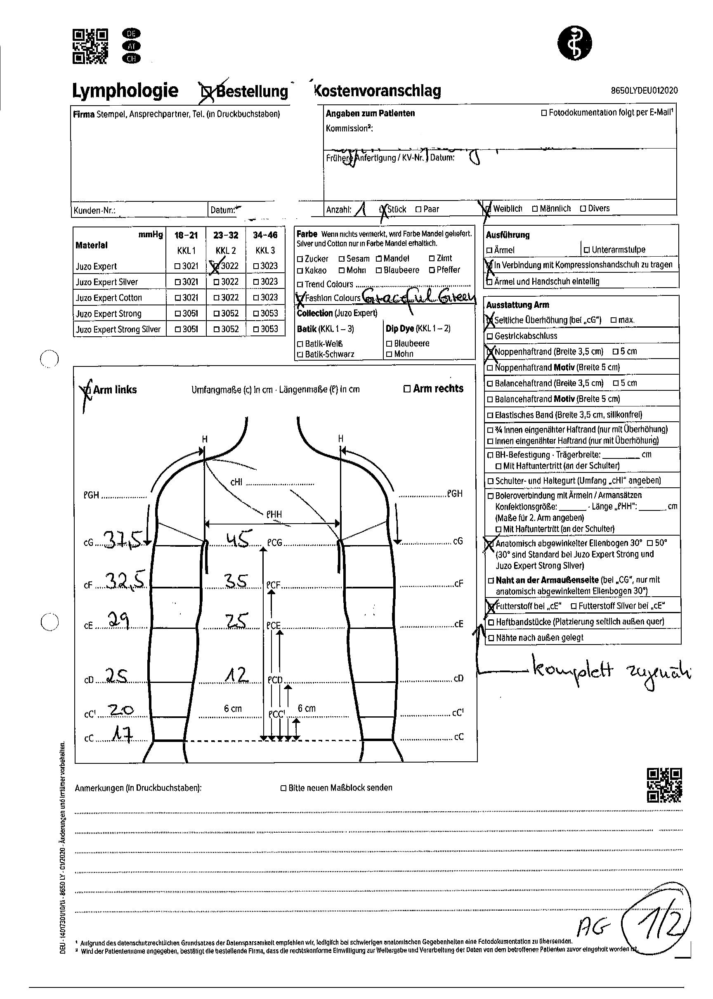 DE
AT
CH
Lymphologie Bestellung Kostenvoranschlag
8650LYDEU012020
Firma Stempel, Ansprechpartner, Tel. (in Druckbuchstaben)
Angaben zum Patienten ☐ Fotodokumentation folgt per E-Mail¹
Kommission²:
Frühere Anfertigung / KV-Nr. / Datum:
Kunden-Nr.: Datum:
Anzahl: 1 ☒ Stück ☐ Paar ☒ Weiblich ☐ Männlich ☐ Divers
mmHg 18–21 23–32 34–46
Material KKL 1 KKL 2 KKL 3
Juzo Expert ☐ 3021 ☒ 3022 ☐ 3023
Juzo Expert Silver ☐ 3021 ☐ 3022 ☐ 3023
Juzo Expert Cotton ☐ 3021 ☐ 3022 ☐ 3023
Juzo Expert Strong ☐ 3051 ☐ 3052 ☐ 3053
Juzo Expert Strong Silver ☐ 3051 ☐ 3052 ☐ 3053
Farbe Wenn nichts vermerkt, wird Farbe Mandel geliefert.
Silver und Cotton nur in Farbe Mandel erhältlich.
☐ Zucker ☐ Sesam ☐ Mandel ☐ Zimt
☐ Kakao ☐ Mohn ☐ Blaubeere ☐ Pfeffer
☐ Trend Colours
☒ Fashion Colours Graceful Green
Collection (Juzo Expert)
Batik (KKL 1 – 3) Dip Dye (KKL 1 – 2)
☐ Batik-Weiß ☐ Blaubeere
☐ Batik-Schwarz ☐ Mohn
Ausführung
☐ Ärmel ☐ Unterarmstulpe
☒ In Verbindung mit Kompressionshandschuh zu tragen
☐ Ärmel und Handschuh einteilig
Ausstattung Arm
☒ Seitliche Überhöhung (bei „cG“) ☐ max.
☐ Gestrickabschluss
☒ Noppenhaftrand (Breite 3,5 cm) ☐ 5 cm
☐ Noppenhaftrand Motiv (Breite 5 cm)
☐ Balancehaftrand (Breite 3,5 cm) ☐ 5 cm
☐ Balancehaftrand Motiv (Breite 5 cm)
☐ Elastisches Band (Breite 3,5 cm, silikonfrei)
☐ ¾ innen eingenähter Haftrand (nur mit Überhöhung)
☐ Innen eingenähter Haftrand (nur mit Überhöhung)
☐ BH-Befestigung · Trägerbreite: ______ cm
☐ Mit Haftuntertritt (an der Schulter)
☐ Schulter- und Haltegurt (Umfang „cHI“ angeben)
☐ Boleroverbindung mit Ärmeln / Armansätzen
Konfektionsgröße: _____ · Länge „ℓHH“: _____ cm
(Maße für 2. Arm angeben)
☐ Mit Haftuntertritt (an der Schulter)
☒ Anatomisch abgewinkelter Ellenbogen 30° ☐ 50°
(30° sind Standard bei Juzo Expert Strong und
Juzo Expert Strong Silver)
☐ Naht an der Armaußenseite (bei „CG“, nur mit
anatomisch abgewinkeltem Ellenbogen 30°)
☒ Futterstoff bei „cE“ ☐ Futterstoff Silver bei „cE“
☐ Haftbandstücke (Platzierung seitlich außen quer)
☐ Nähte nach außen gelegt
komplett zugenäh
☒ Arm links Umfangmaße (c) in cm · Längenmaße (ℓ) in cm ☐ Arm rechts
H H
cHI
ℓGH ℓGH
ℓHH
cG 37,5 45 ℓCG cG
cF 32,5 35 ℓCF cF
cE 29 25 ℓCE cE
cD 25 12 ℓCD cD
cC¹ 20 6 cm ℓCC¹ 6 cm cC¹
cC 17 cC
Anmerkungen (in Druckbuchstaben): ☐ Bitte neuen Maßblock senden
AG 1/2
¹ Aufgrund des datenschutzrechtlichen Grundsatzes der Datensparsamkeit empfehlen wir, lediglich bei schwierigen anatomischen Gegebenheiten eine Fotodokumentation zu übersenden.
² Wird der Patientenname angegeben, bestätigt die bestellende Firma, dass die rechtskonforme Einwilligung zur Weitergabe und Verarbeitung der Daten von dem betroffenen Patienten zuvor eingeholt worden ist.
DEU - 14017301/10/ti - 8650 LY - 01/2020 - Änderungen und Irrtümer vorbehalten.